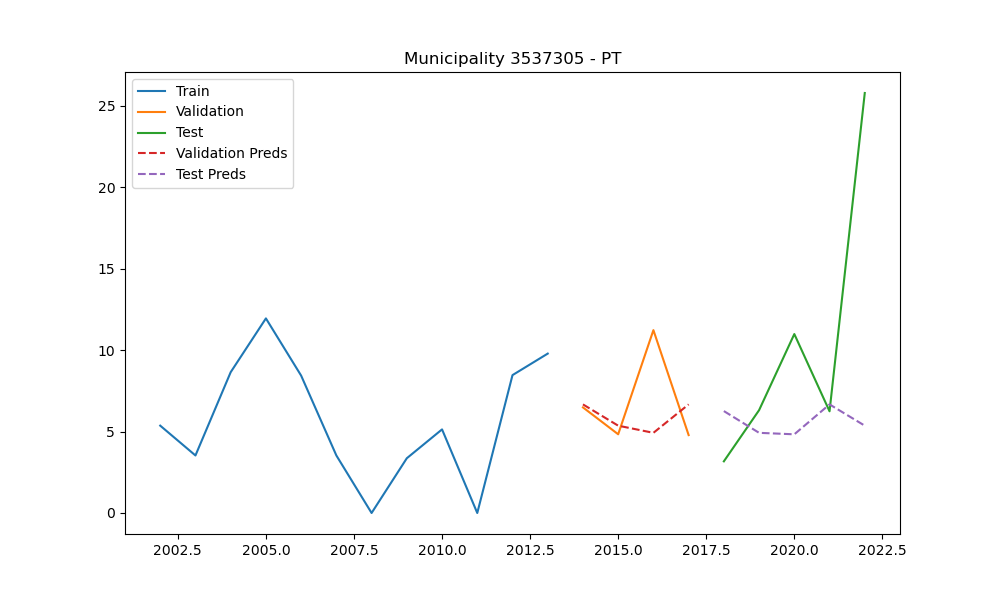 Municipality 3537305 - PT
Train
Validation
Test
Validation Preds
Test Preds
25
20
15
10
5
0
2002.5 2005.0 2007.5 2010.0 2012.5 2015.0 2017.5 2020.0 2022.5